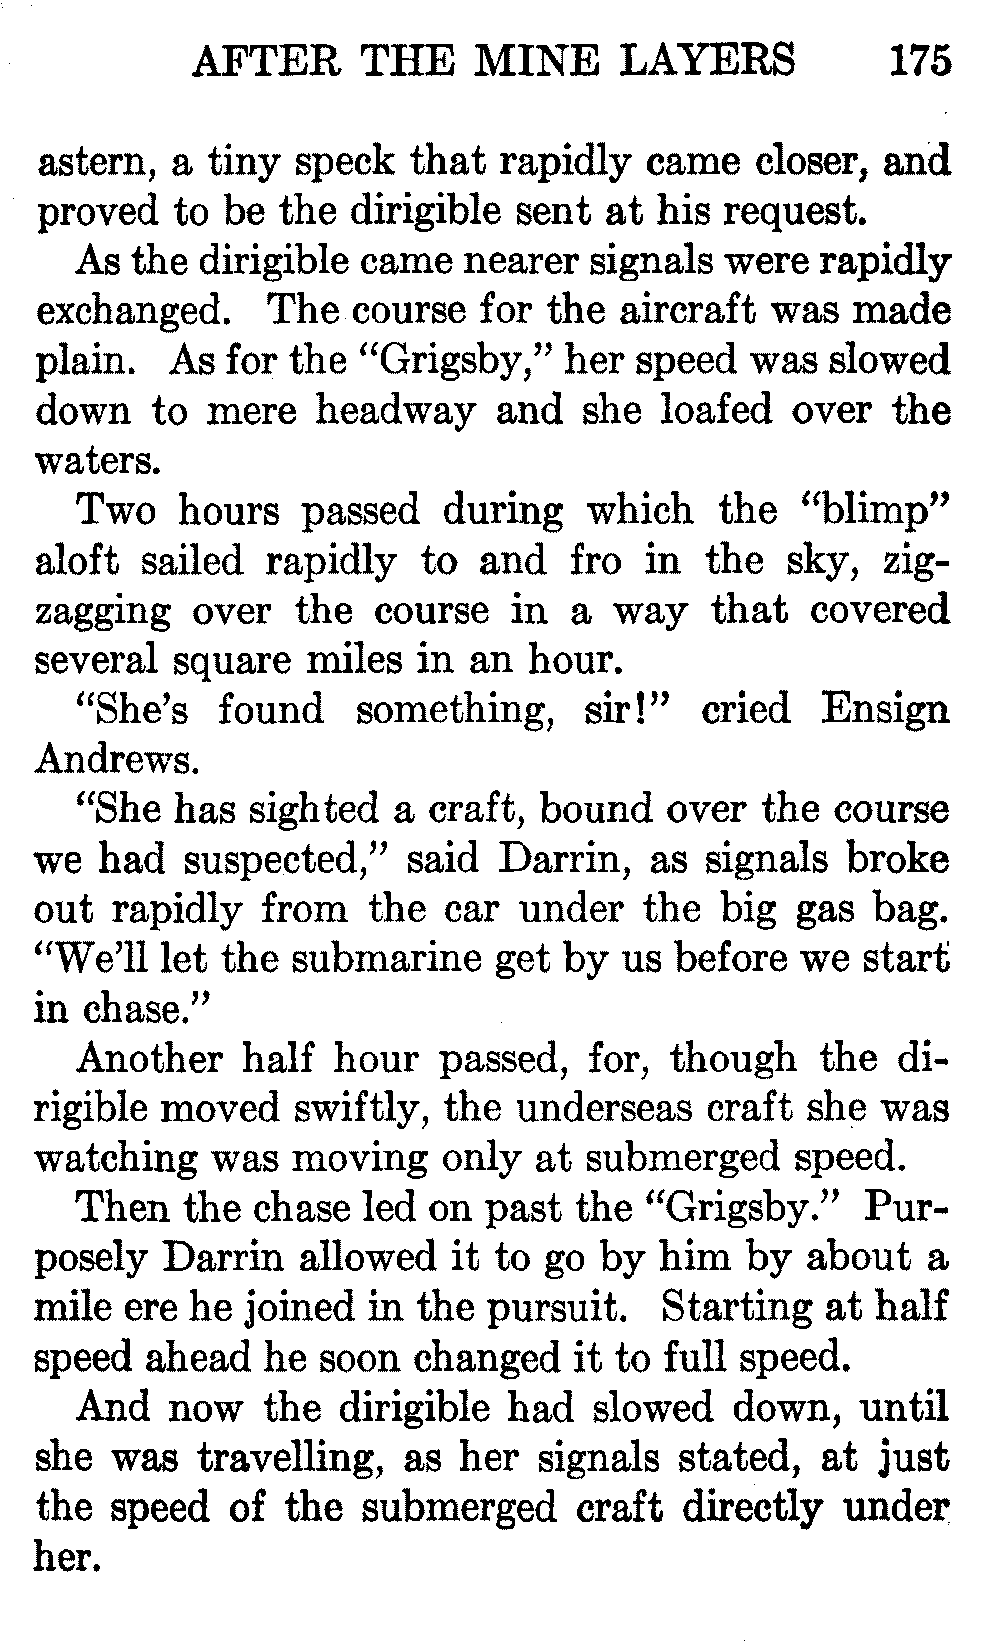 AFTER THE MINE LAYERS 175
astern, a tiny speck that rapidly came closer, and
proved to be the dirigible sent at his request.
As the dirigible came nearer signals were rapidly
exchanged. The course for the aircraft was made
plain. As for the “Grigsby,” her speed was slowed
down to mere headway and she loafed over the
waters.
Two hours passed during which the “blimp”
aloft sailed rapidly to and fro in the sky, zig-
zagging over the course in a way that covered
several square miles in an hour.
“She’s found something, sir!” cried Ensign
Andrews.
“She has sighted a craft, bound over the course
we had suspected,” said Darrin, as signals broke
out rapidly from the car under the big gas bag.
“We’ll let the submarine get by us before we start
in chase.”
Another half hour passed, for, though the di-
rigible moved swiftly, the underseas craft she was
watching was moving only at submerged speed.
Then the chase led on past the “Grigsby.” Pur-
posely Darrin allowed it to go by him by about a
mile ere he joined in the pursuit. Starting at half
speed ahead he soon changed it to full speed.
And now the dirigible had slowed down, until
she was travelling, as her signals stated, at just
the speed of the submerged craft directly under
her.